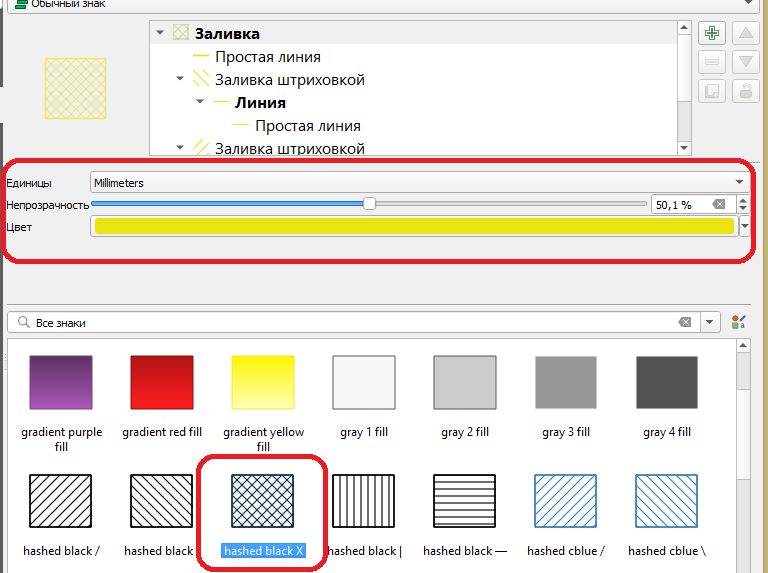 Обычный знак
Заливка
Простая линия
Заливка штриховкой
Линия
Простая линия
Заливка штриховкой
Единицы Millimeters
Непрозрачность 50,1 %
Цвет
Все знаки
gradient purple fill
gradient red fill
gradient yellow fill
gray 1 fill
gray 2 fill
gray 3 fill
gray 4 fill
hashed black /
hashed black
hashed black X
hashed black |
hashed black —
hashed cblue /
hashed cblue \